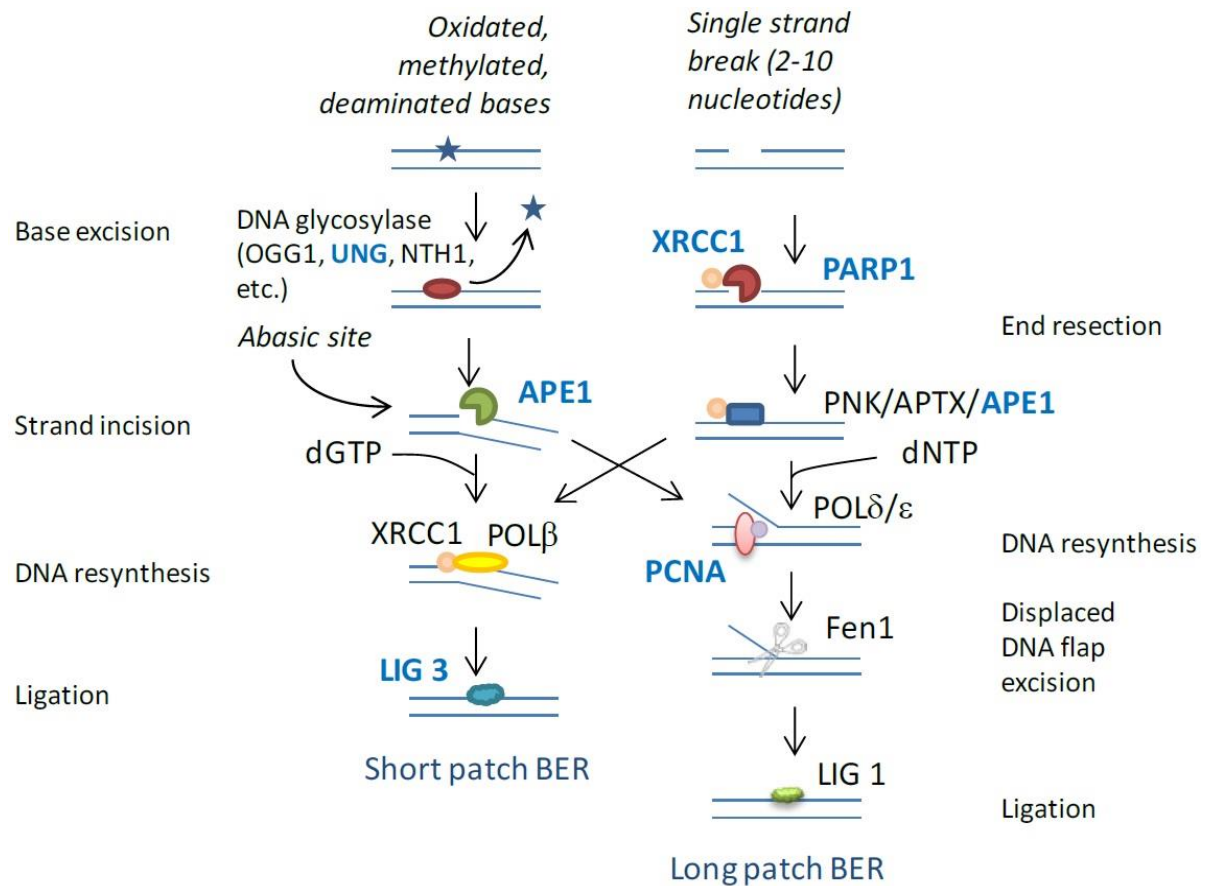 Oxidated,
methylated,
deaminated bases
Single strand
break (2-10
nucleotides)
Base excision
DNA glycosylase
(OGG1, UNG, NTH1,
etc.)
XRCC1
PARP1
End resection
Abasic site
APE1
PNK/APTX/APE1
Strand incision
dGTP
dNTP
XRCC1
POLβ
POLδ/ε
PCNA
DNA resynthesis
DNA resynthesis
Fen1
Displaced
DNA flap
excision
LIG 3
Ligation
Short patch BER
LIG 1
Ligation
Long patch BER